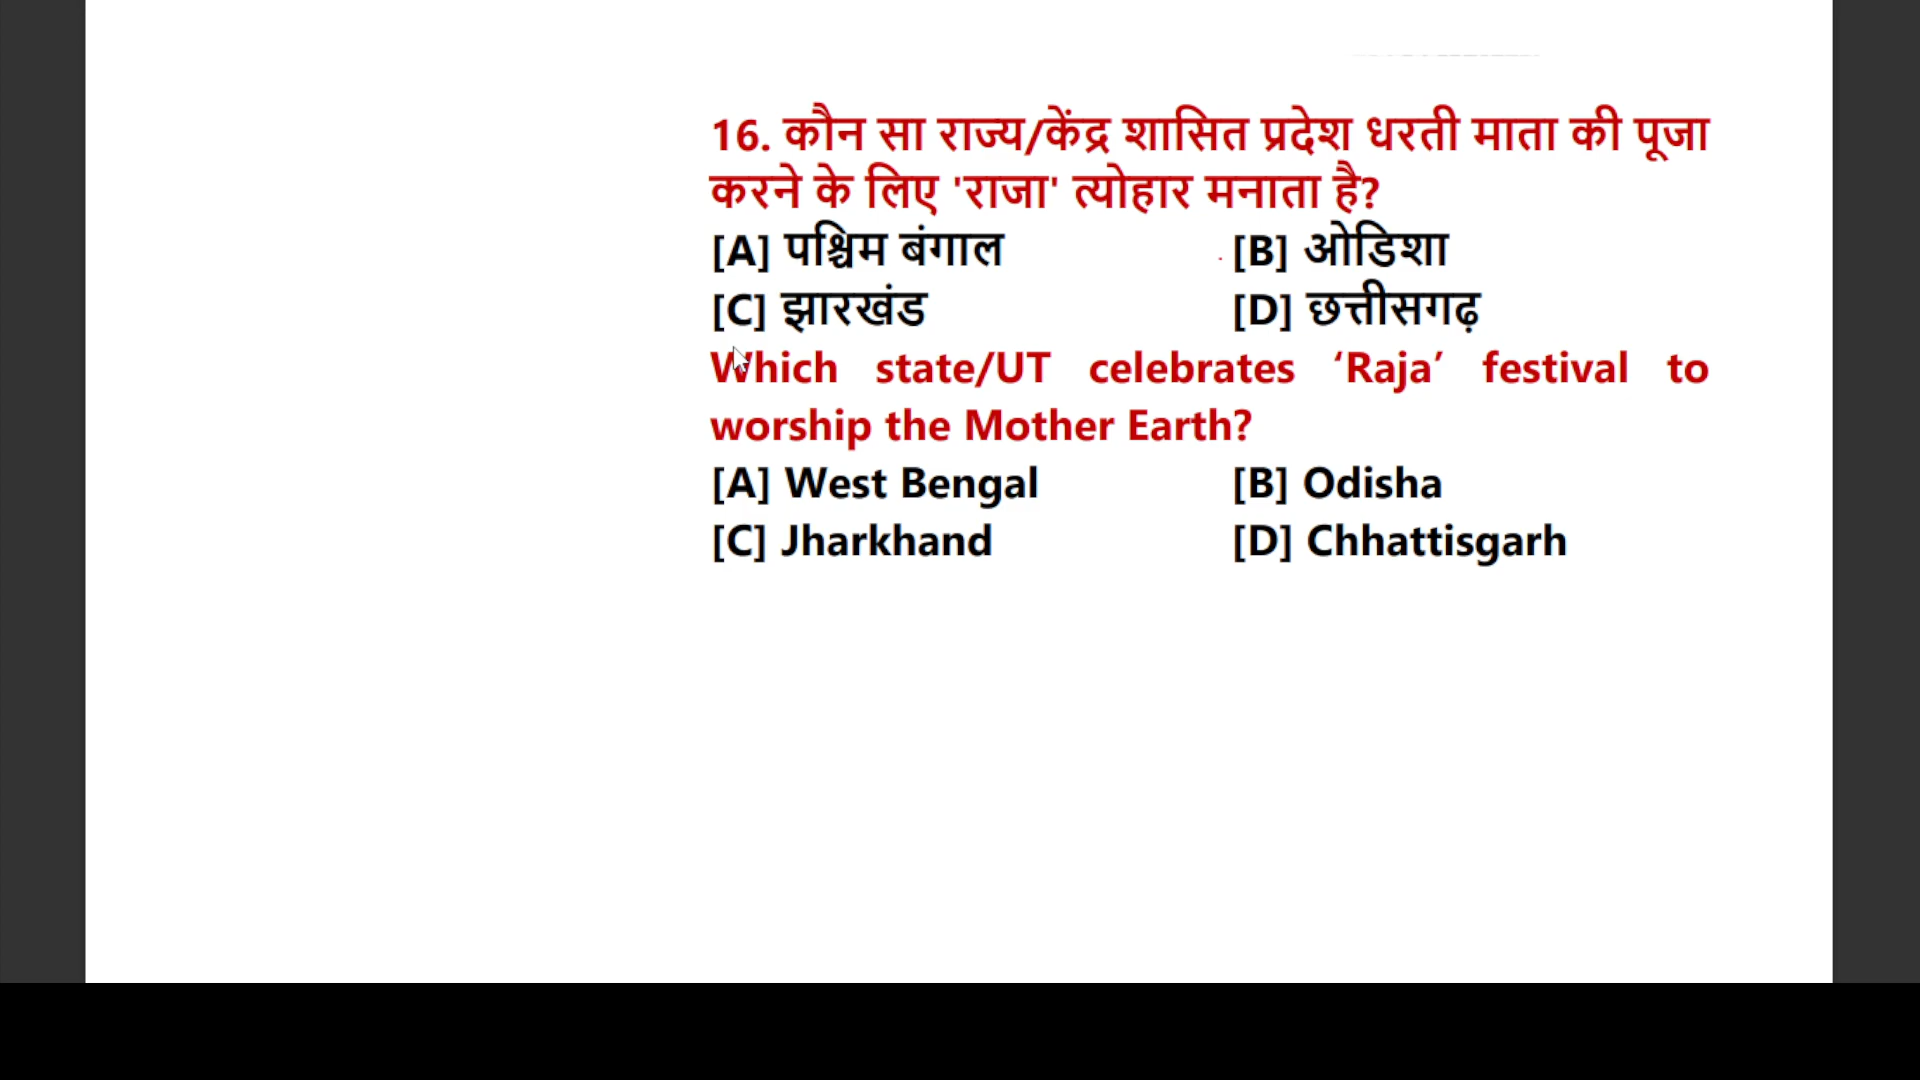 16. कौन सा राज्य/केंद्र शासित प्रदेश धरती माता की पूजा
करने के लिए 'राजा' त्योहार मनाता है?
[A] पश्चिम बंगाल [B] ओडिशा
[C] झारखंड [D] छत्तीसगढ़
Which state/UT celebrates ‘Raja’ festival to
worship the Mother Earth?
[A] West Bengal [B] Odisha
[C] Jharkhand [D] Chhattisgarh